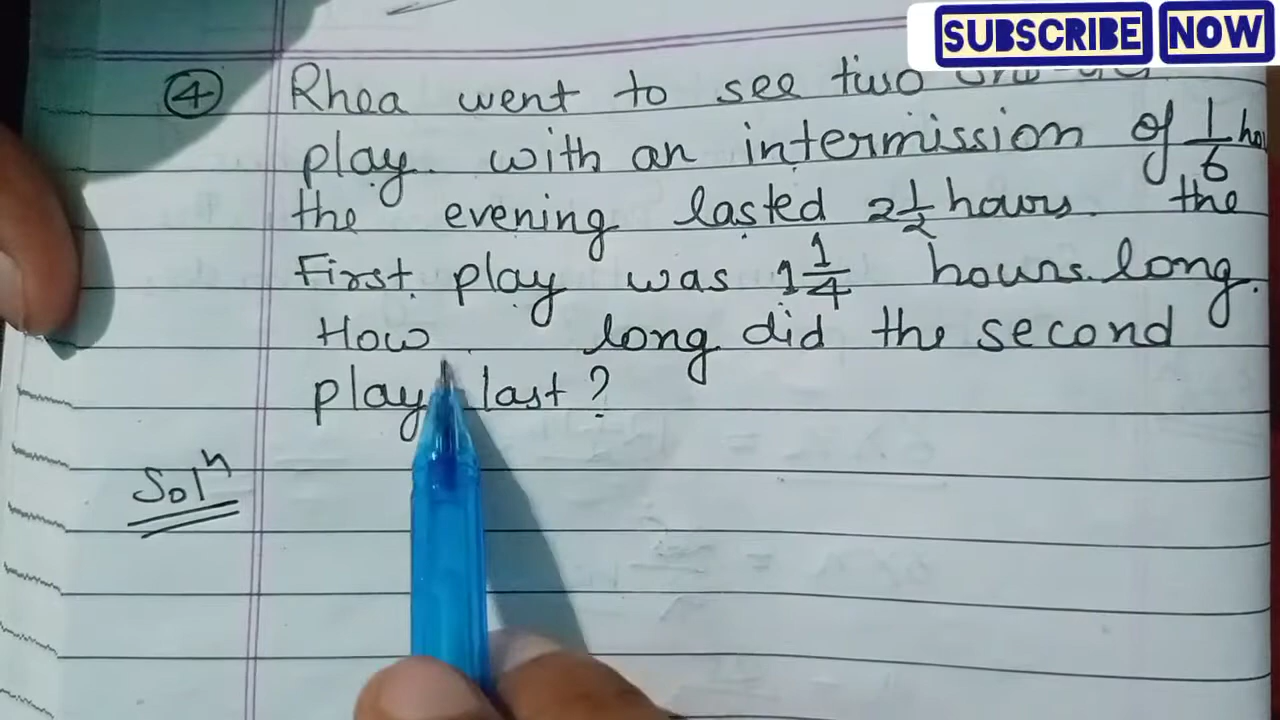 SUBSCRIBE NOW
④ Rhea went to see two
play. with an intermission of 1/6
the evening lasted 2 1/2 hours. the
First play was 1 1/4 hours long.
How long did the second
play last?
Solⁿ